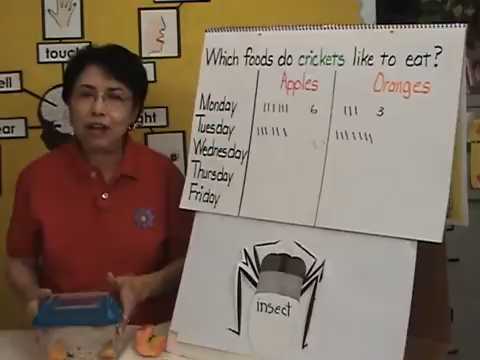 touch
ell
ear
ght
Which foods do crickets like to eat?
Apples Oranges
Monday 6 3
Tuesday
Wednesday
Thursday
Friday
insect